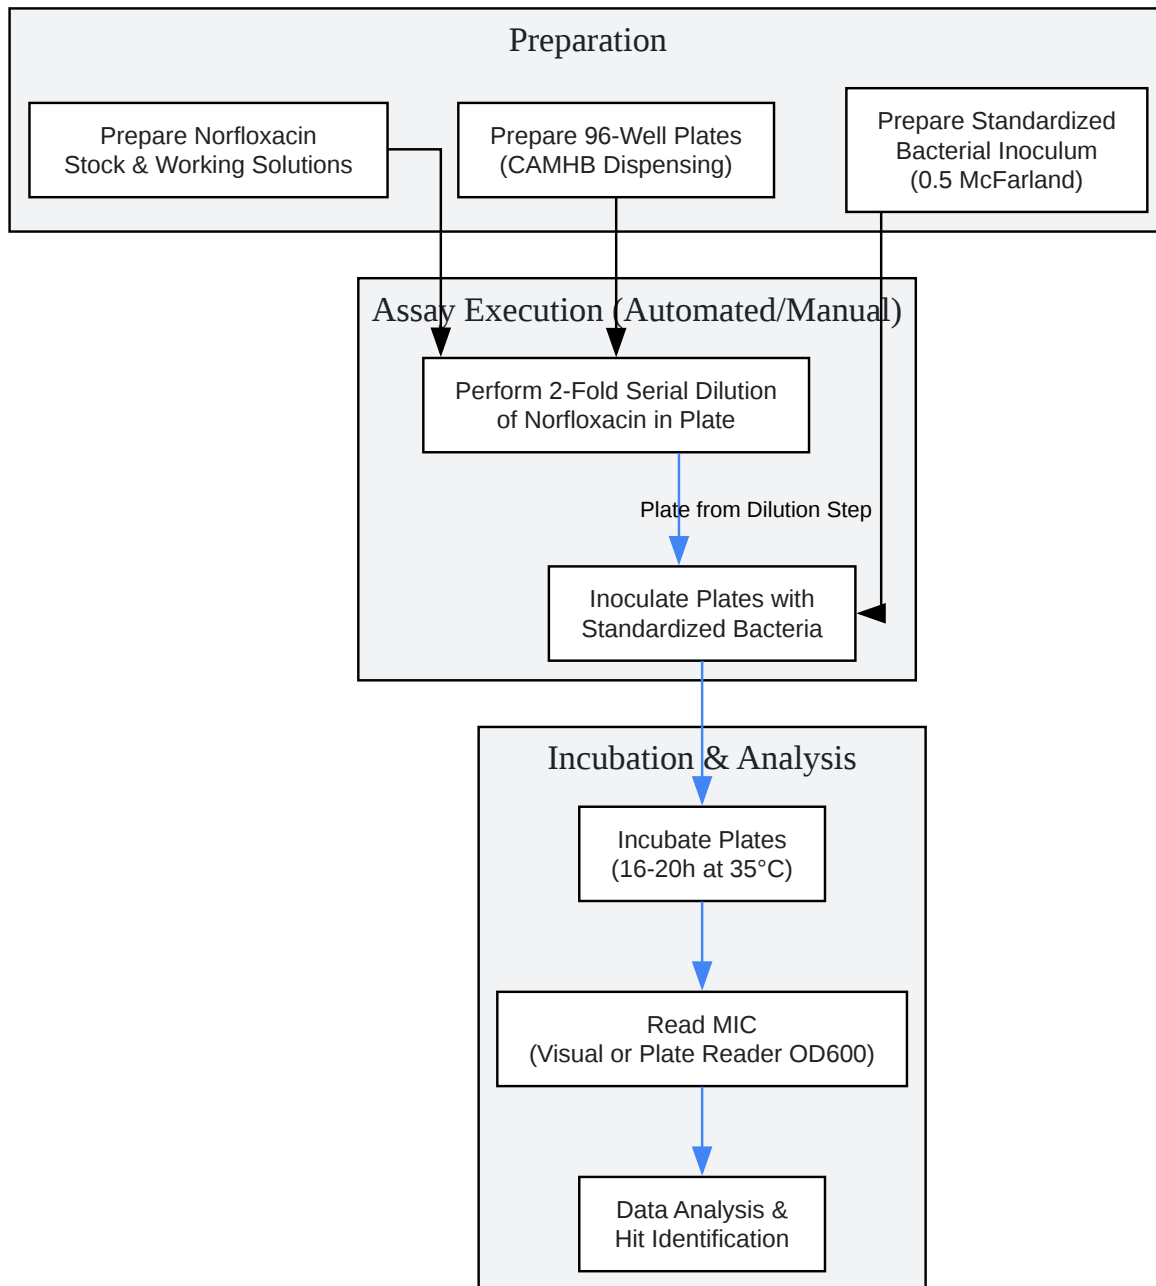 Preparation
Prepare Norfloxacin
Stock & Working Solutions
Prepare 96-Well Plates
(CAMHB Dispensing)
Prepare Standardized
Bacterial Inoculum
(0.5 McFarland)
Assay Execution (Automated/Manual)
Perform 2-Fold Serial Dilution
of Norfloxacin in Plate
Plate from Dilution Step
Inoculate Plates with
Standardized Bacteria
Incubation & Analysis
Incubate Plates
(16-20h at 35°C)
Read MIC
(Visual or Plate Reader OD600)
Data Analysis &
Hit Identification